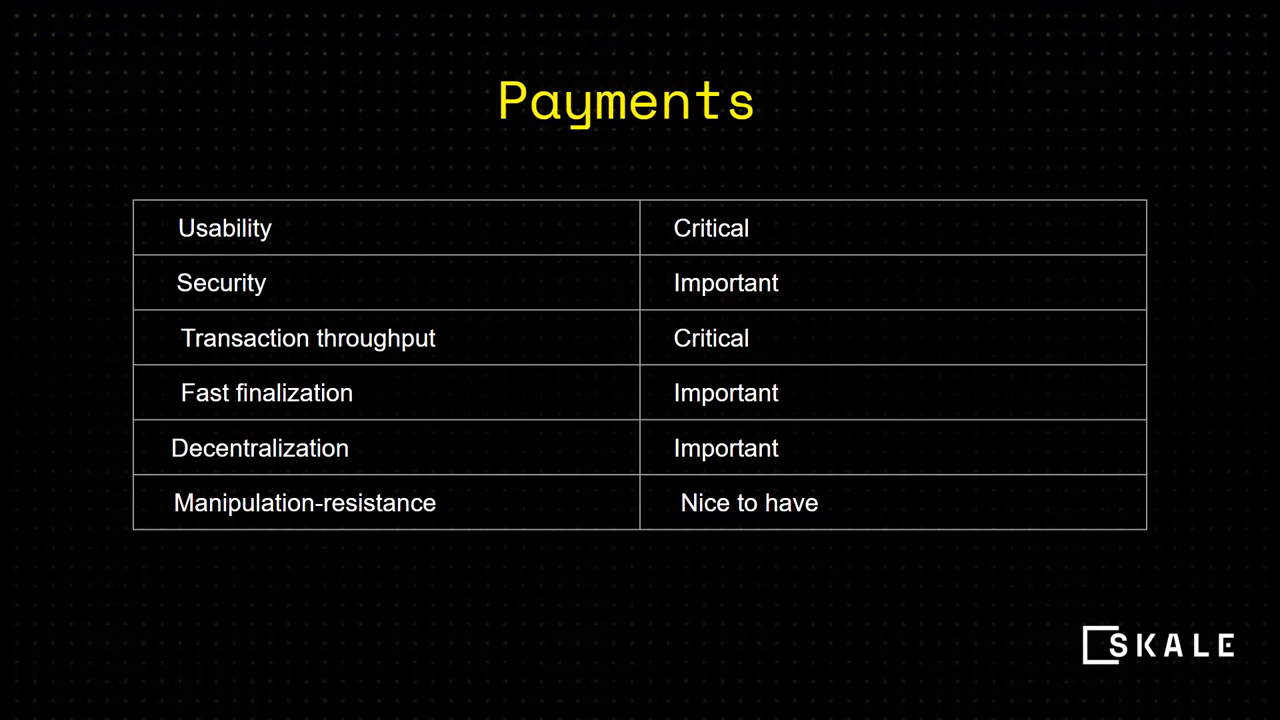 Payments
Usability Critical
Security Important
Transaction throughput Critical
Fast finalization Important
Decentralization Important
Manipulation-resistance Nice to have
SKALE